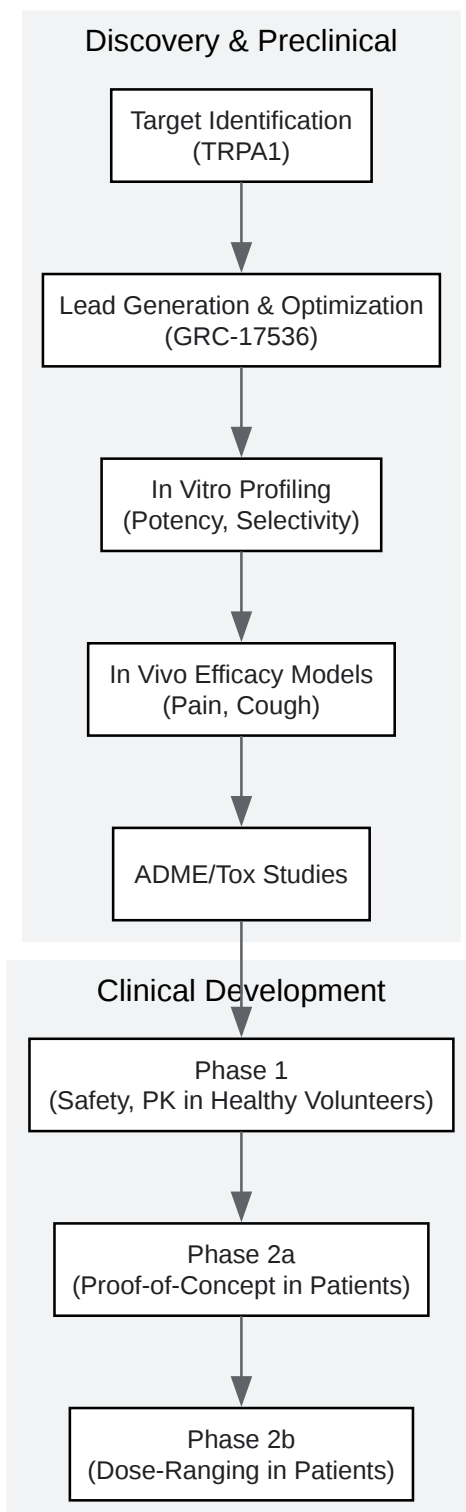 Discovery & Preclinical
Target Identification
(TRPA1)
Lead Generation & Optimization
(GRC-17536)
In Vitro Profiling
(Potency, Selectivity)
In Vivo Efficacy Models
(Pain, Cough)
ADME/Tox Studies
Clinical Development
Phase 1
(Safety, PK in Healthy Volunteers)
Phase 2a
(Proof-of-Concept in Patients)
Phase 2b
(Dose-Ranging in Patients)